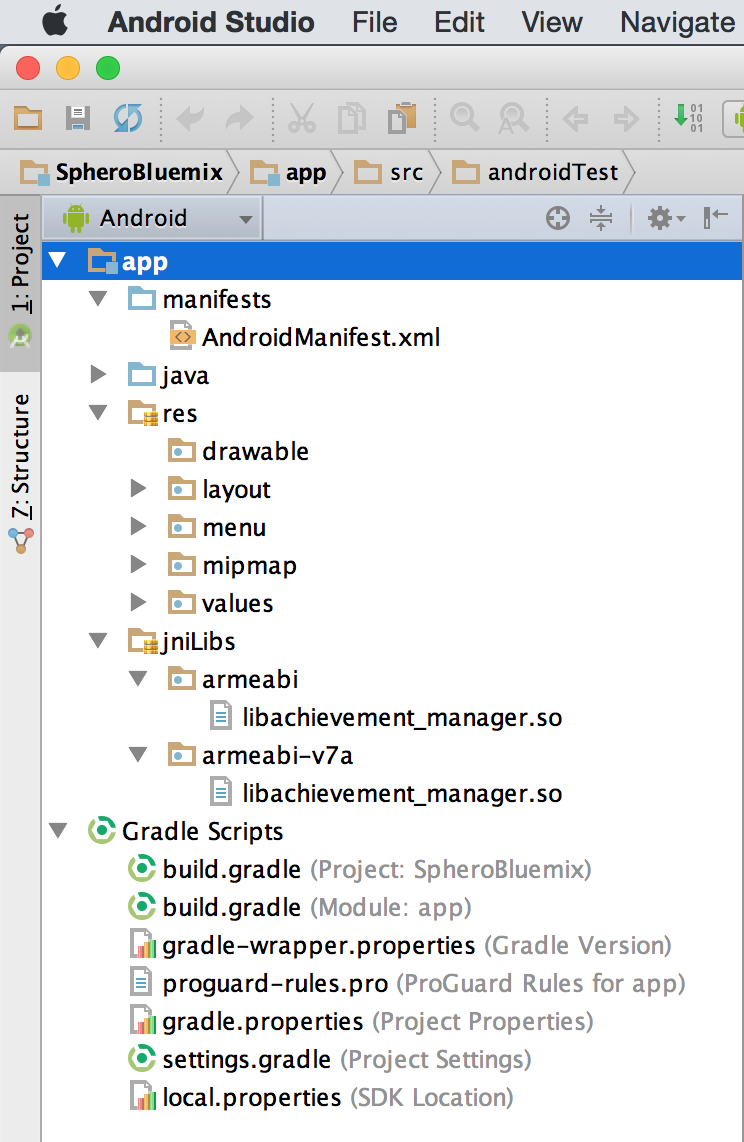 Android Studio File Edit View Navigate
01
10
01
SpheroBluemix app src androidTest
Android
1: Project
7: Structure
app
manifests
AndroidManifest.xml
java
res
drawable
layout
menu
mipmap
values
jniLibs
armeabi
libachievement_manager.so
armeabi-v7a
libachievement_manager.so
Gradle Scripts
build.gradle (Project: SpheroBluemix)
build.gradle (Module: app)
gradle-wrapper.properties (Gradle Version)
proguard-rules.pro (ProGuard Rules for app)
gradle.properties (Project Properties)
settings.gradle (Project Settings)
local.properties (SDK Location)